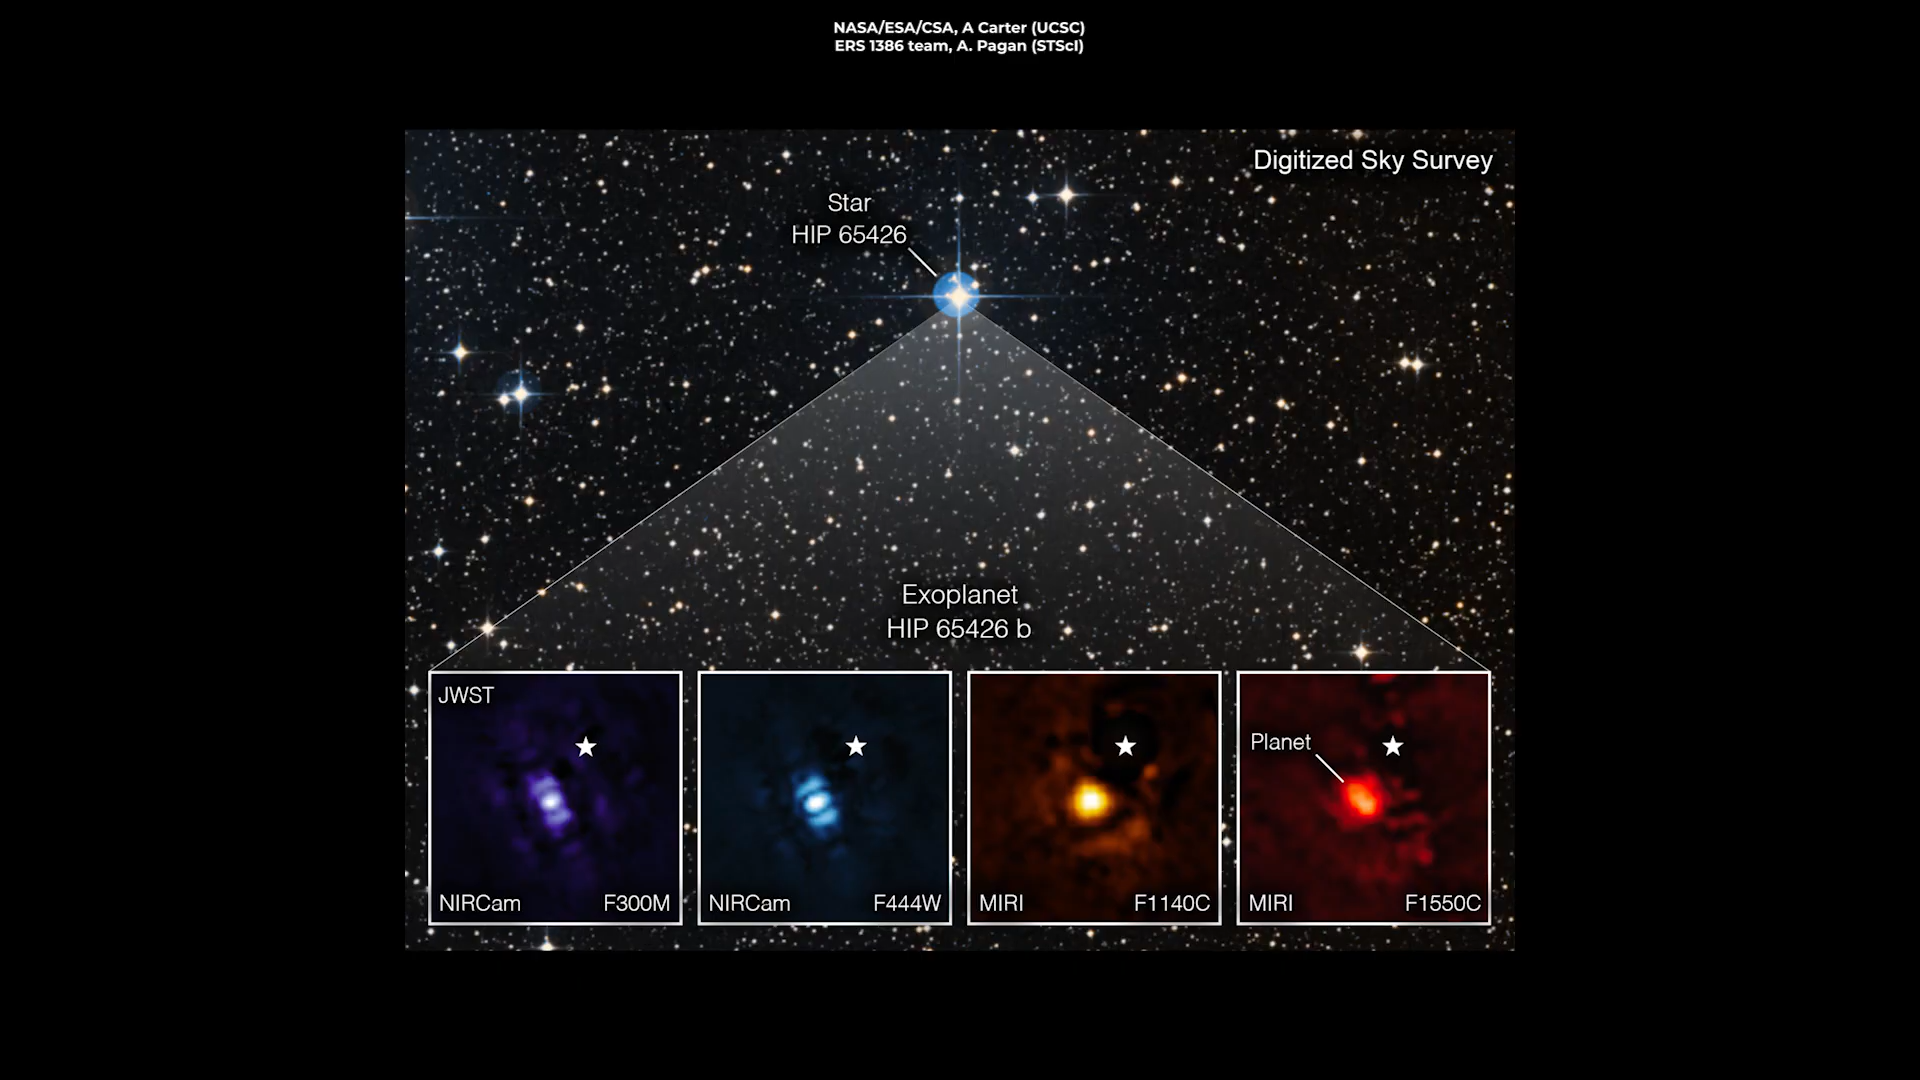 NASA/ESA/CSA, A Carter (UCSC)
ERS 1386 team, A. Pagan (STScI)
Digitized Sky Survey
Star
HIP 65426
Exoplanet
HIP 65426 b
JWST
NIRCam
F300M
NIRCam
F444W
MIRI
F1140C
Planet
MIRI
F1550C